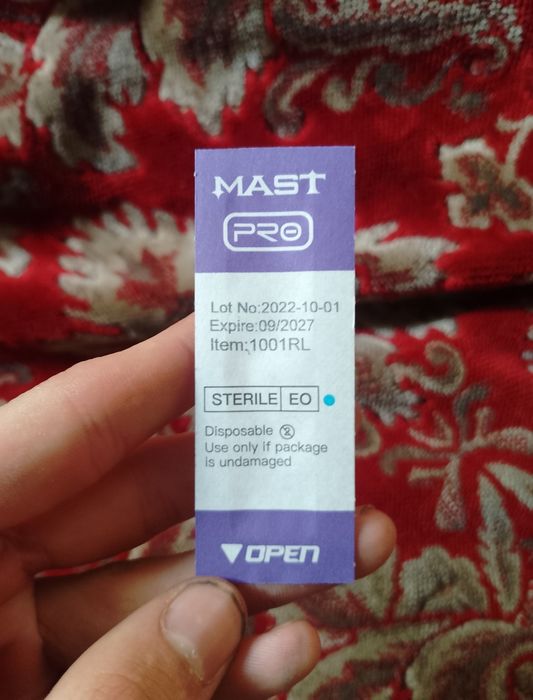 MAST
PRO
Lot No:2022-10-01
Expire:09/2027
Item:1001RL
STERILE EO
Disposable
Use only if package
is undamaged
OPEN